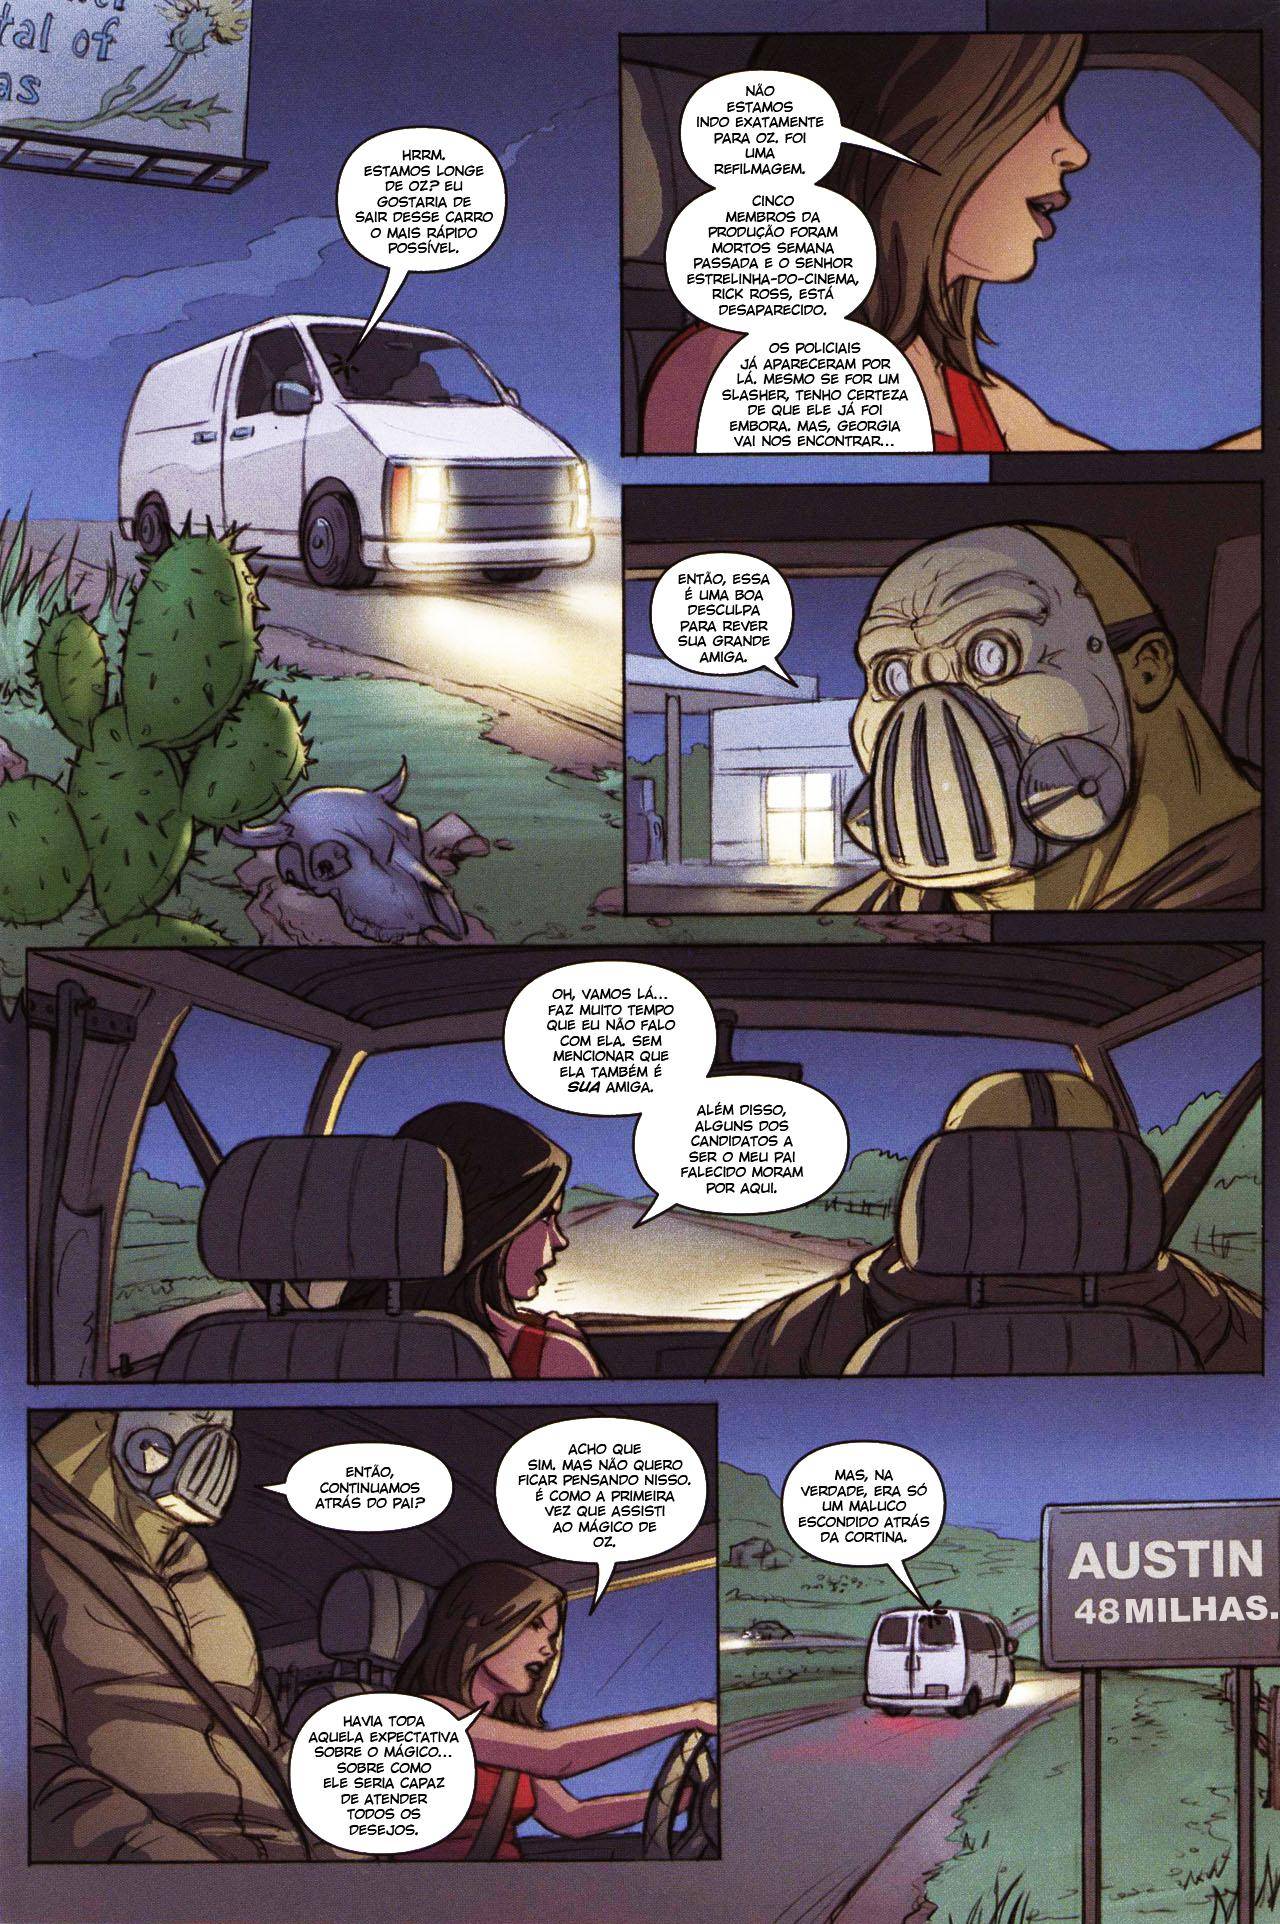 tal of
as
HRRM.
ESTAMOS LONGE
DE OZ? EU
GOSTARIA DE
SAIR DESSE CARRO
O MAIS RÁPIDO
POSSÍVEL.
NÃO
ESTAMOS
INDO EXATAMENTE
PARA OZ. FOI
UMA
REFILMAGEM.
CINCO
MEMBROS DA
PRODUÇÃO FORAM
MORTOS SEMANA
PASSADA E O SENHOR
ESTRELINHA-DO-CINEMA,
RICK ROSS, ESTÁ
DESAPARECIDO.
OS POLICIAIS
JÁ APARECERAM POR
LÁ. MESMO SE FOR UM
SLASHER, TENHO CERTEZA
DE QUE ELE JÁ FOI
EMBORA. MAS, GEORGIA
VAI NOS ENCONTRAR...
ENTÃO, ESSA
É UMA BOA
DESCULPA
PARA REVER
SUA GRANDE
AMIGA.
OH, VAMOS LÁ...
FAZ MUITO TEMPO
QUE EU NÃO FALO
COM ELA. SEM
MENCIONAR QUE
ELA TAMBÉM É
SUA AMIGA.
ALÉM DISSO,
ALGUNS DOS
CANDIDATOS A
SER O MEU PAI
FALECIDO MORAM
POR AQUI.
ENTÃO,
CONTINUAMOS
ATRÁS DO PAI?
ACHO QUE
SIM. MAS NÃO QUERO
FICAR PENSANDO NISSO.
É COMO A PRIMEIRA
VEZ QUE ASSISTI
AO MÁGICO DE
OZ.
HAVIA TODA
AQUELA EXPECTATIVA
SOBRE O MÁGICO...
SOBRE COMO
ELE SERIA CAPAZ
DE ATENDER
TODOS OS
DESEJOS.
MAS, NA
VERDADE, ERA SÓ
UM MALUCO
ESCONDIDO ATRÁS
DA CORTINA.
AUSTIN
48 MILHAS.